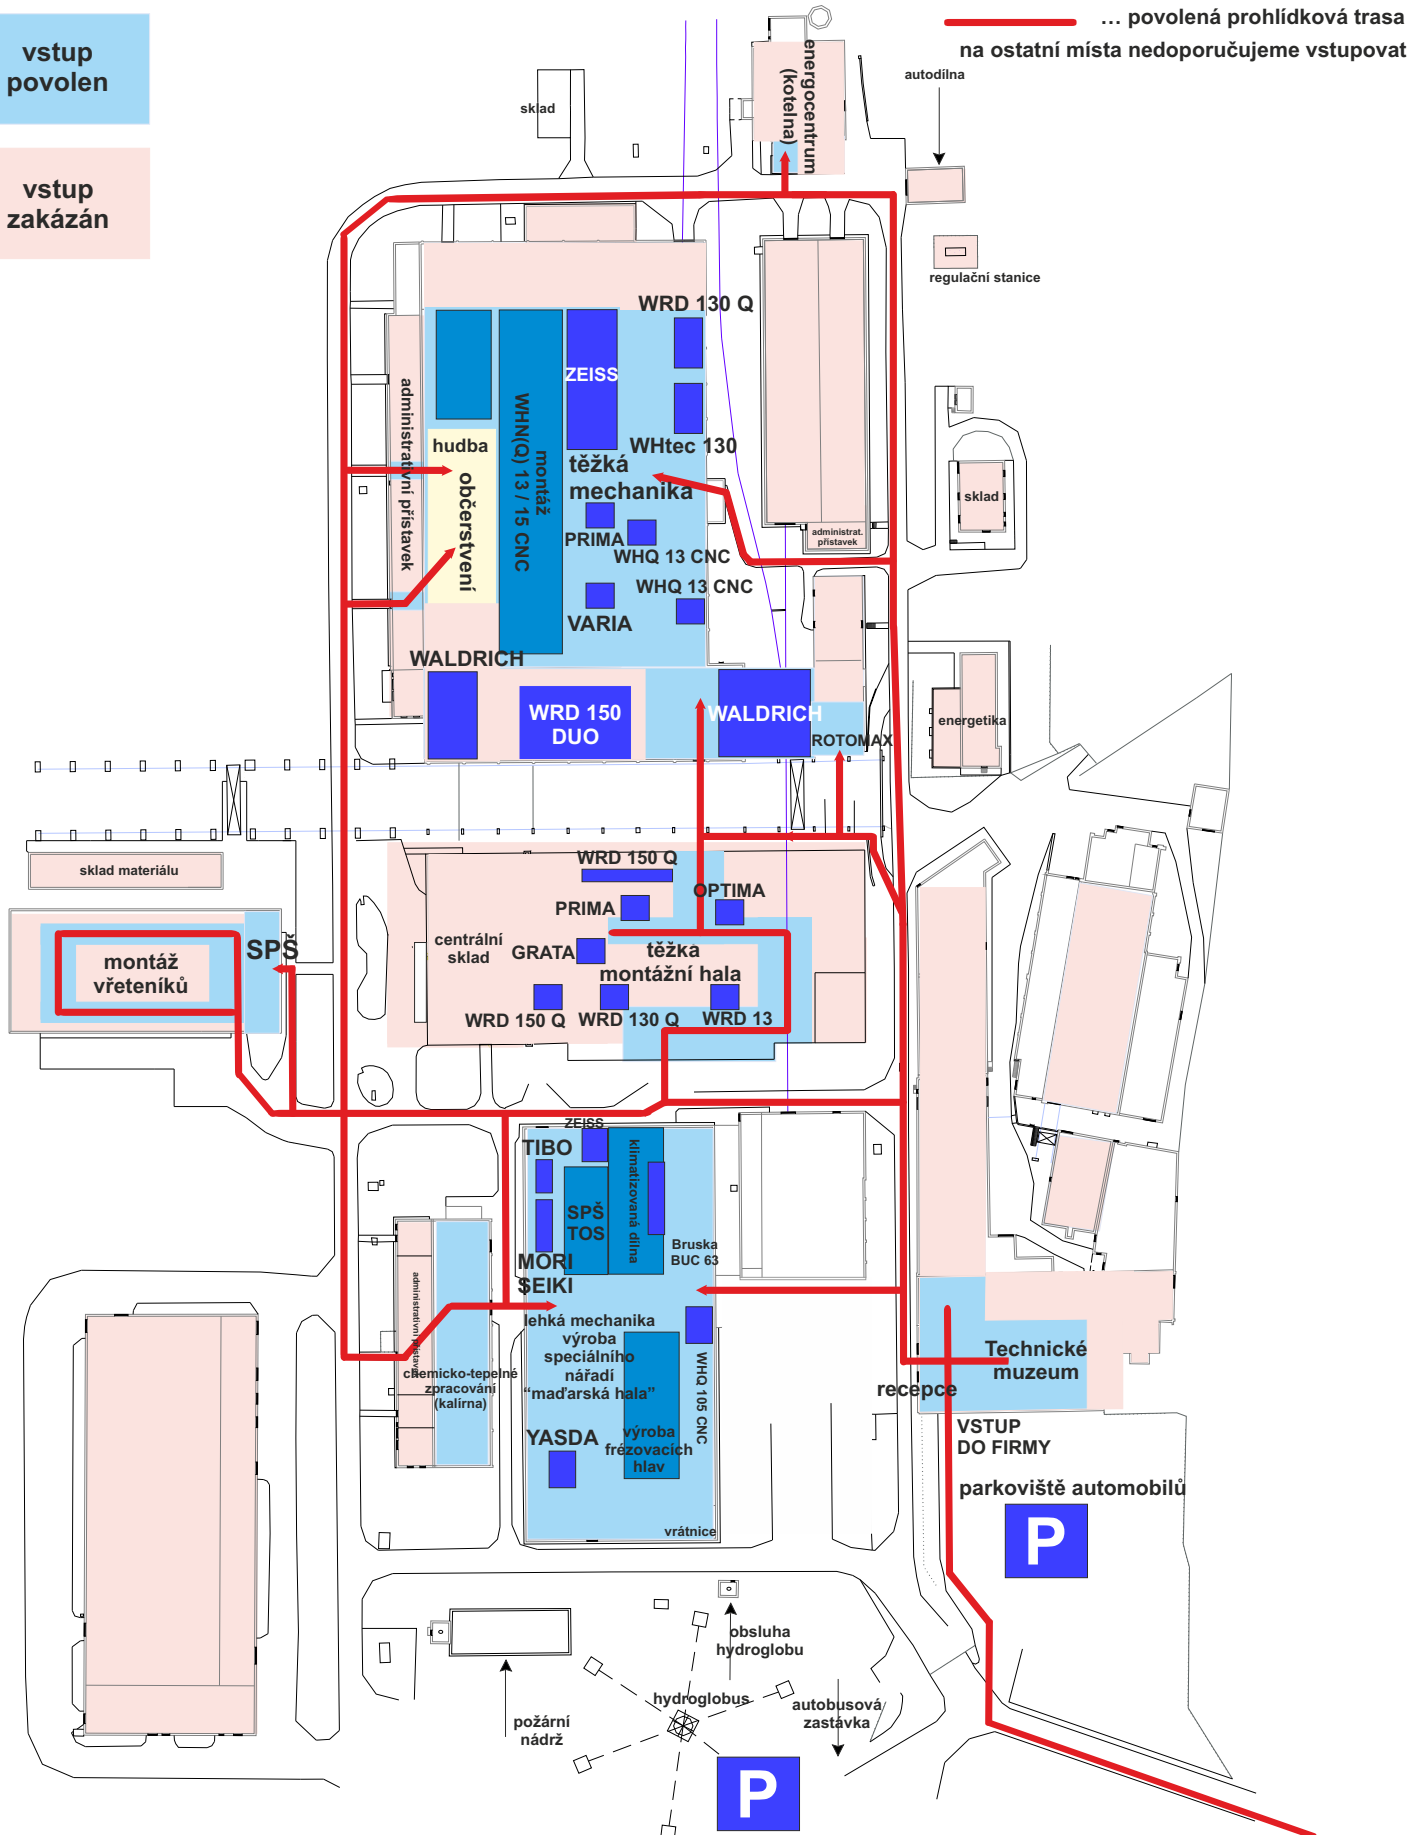 vstup
povolen
vstup
zakázán
... povolená prohlídková trasa
na ostatní místa nedoporučujeme vstupovat
energocentrum
(kotelna)
autodílna
sklad
regulační stanice
WRD 130 Q
ZEISS
WHtec 130
administrativní přístavek
hudba
občerstvení
montáž
WHN(Q) 13 / 15 CNC
těžká
mechanika
PRIMA
WHQ 13 CNC
WHQ 13 CNC
VARIA
administrat.
přístavek
sklad
WALDRICH
WRD 150
DUO
WALDRICH
ROTOMAX
energetika
sklad materiálu
WRD 150 Q
OPTIMA
PRIMA
centrální
sklad
GRATA
těžka
montážní hala
WRD 150 Q
WRD 130 Q
WRD 13
SPŠ
montáž
vřeteníků
ZEISS
TIBO
klimatizovaná dílna
SPŠ
TOS
MORI
SEIKI
Bruska
BUC 63
administrativní přístavek
lehká mechanika
výroba
speciálního
nářadí
“maďarská hala”
chemicko-tepelné
zpracování
(kalírna)
WHQ 105 CNC
YASDA
výroba
frézovacích
hlav
vrátnice
Technické
muzeum
recepce
VSTUP
DO FIRMY
parkoviště automobilů
P
obsluha
hydroglobu
hydroglobus
požární
nádrž
autobusová
zastávka
P